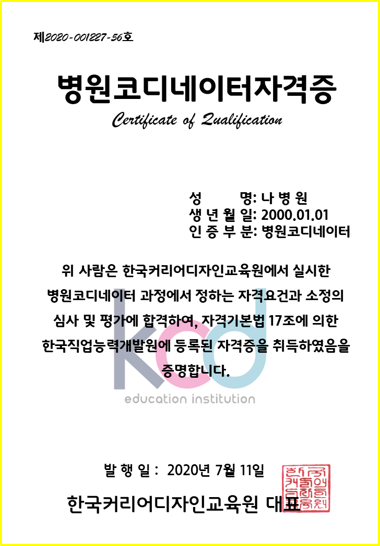 제2020-001227-56호
병원코디네이터자격증
Certificate of Qualification
성 명: 나 병 원
생 년 월 일: 2000.01.01
인 증 부 분: 병원코디네이터
위 사람은 한국커리어디자인교육원에서 실시한
병원코디네이터 과정에서 정하는 자격요건과 소정의
심사 및 평가에 합격하여, 자격기본법 17조에 의한
한국직업능력개발원에 등록된 자격증을 취득하였음을
증명합니다.
kcd
education institution
발 행 일 : 2020년 7월 11일
한국커리어디자인교육원 대표